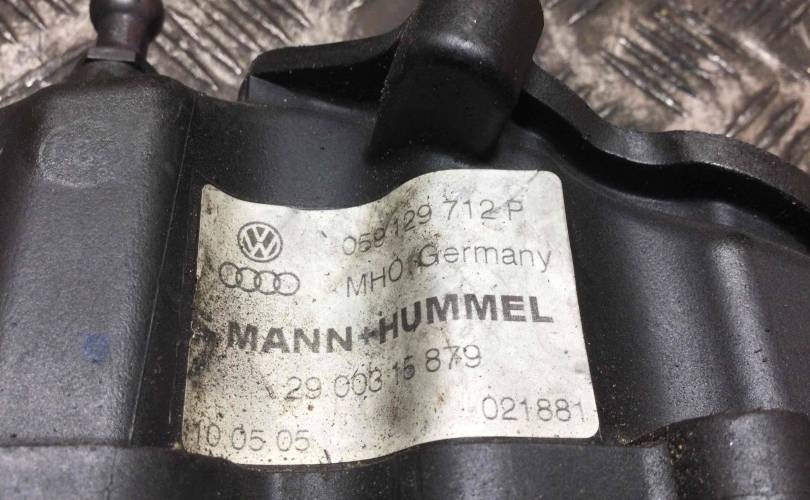 059 129 712 P
MHO Germany
MANN+HUMMEL
29 003 15 879
021881
10 05 05